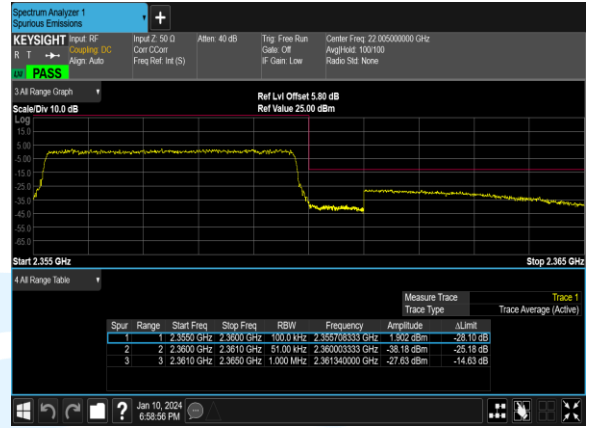 Spectrum Analyzer 1
Spurious Emissions
KEYSIGHT Input: RF Input Z: 50 Ω Atten: 40 dB Trig: Free Run Center Freq: 22.005000000 GHz
R T Coupling: DC Corr CCorr Gate: Off Avg|Hold: 100/100
Align: Auto Freq Ref: Int (S) IF Gain: Low Radio Std: None
PASS
3 All Range Graph
Ref Lvl Offset 5.80 dB
Scale/Div 10.0 dB Ref Value 25.00 dBm
Log
15.0
5.00
-5.00
-15.0
-25.0
-35.0
-45.0
-55.0
-65.0
Start 2.355 GHz Stop 2.365 GHz
4 All Range Table
Measure Trace Trace 1
Trace Type Trace Average (Active)
Spur Range Start Freq Stop Freq RBW Frequency Amplitude ΔLimit
1 1 2.3550 GHz 2.3600 GHz 100.0 kHz 2.355708333 GHz 1.902 dBm -28.10 dB
2 2 2.3600 GHz 2.3610 GHz 51.00 kHz 2.360003333 GHz -38.18 dBm -25.18 dB
3 3 2.3610 GHz 2.3650 GHz 1.000 MHz 2.361340000 GHz -27.63 dBm -14.63 dB
? Jan 10, 2024
6:58:56 PM